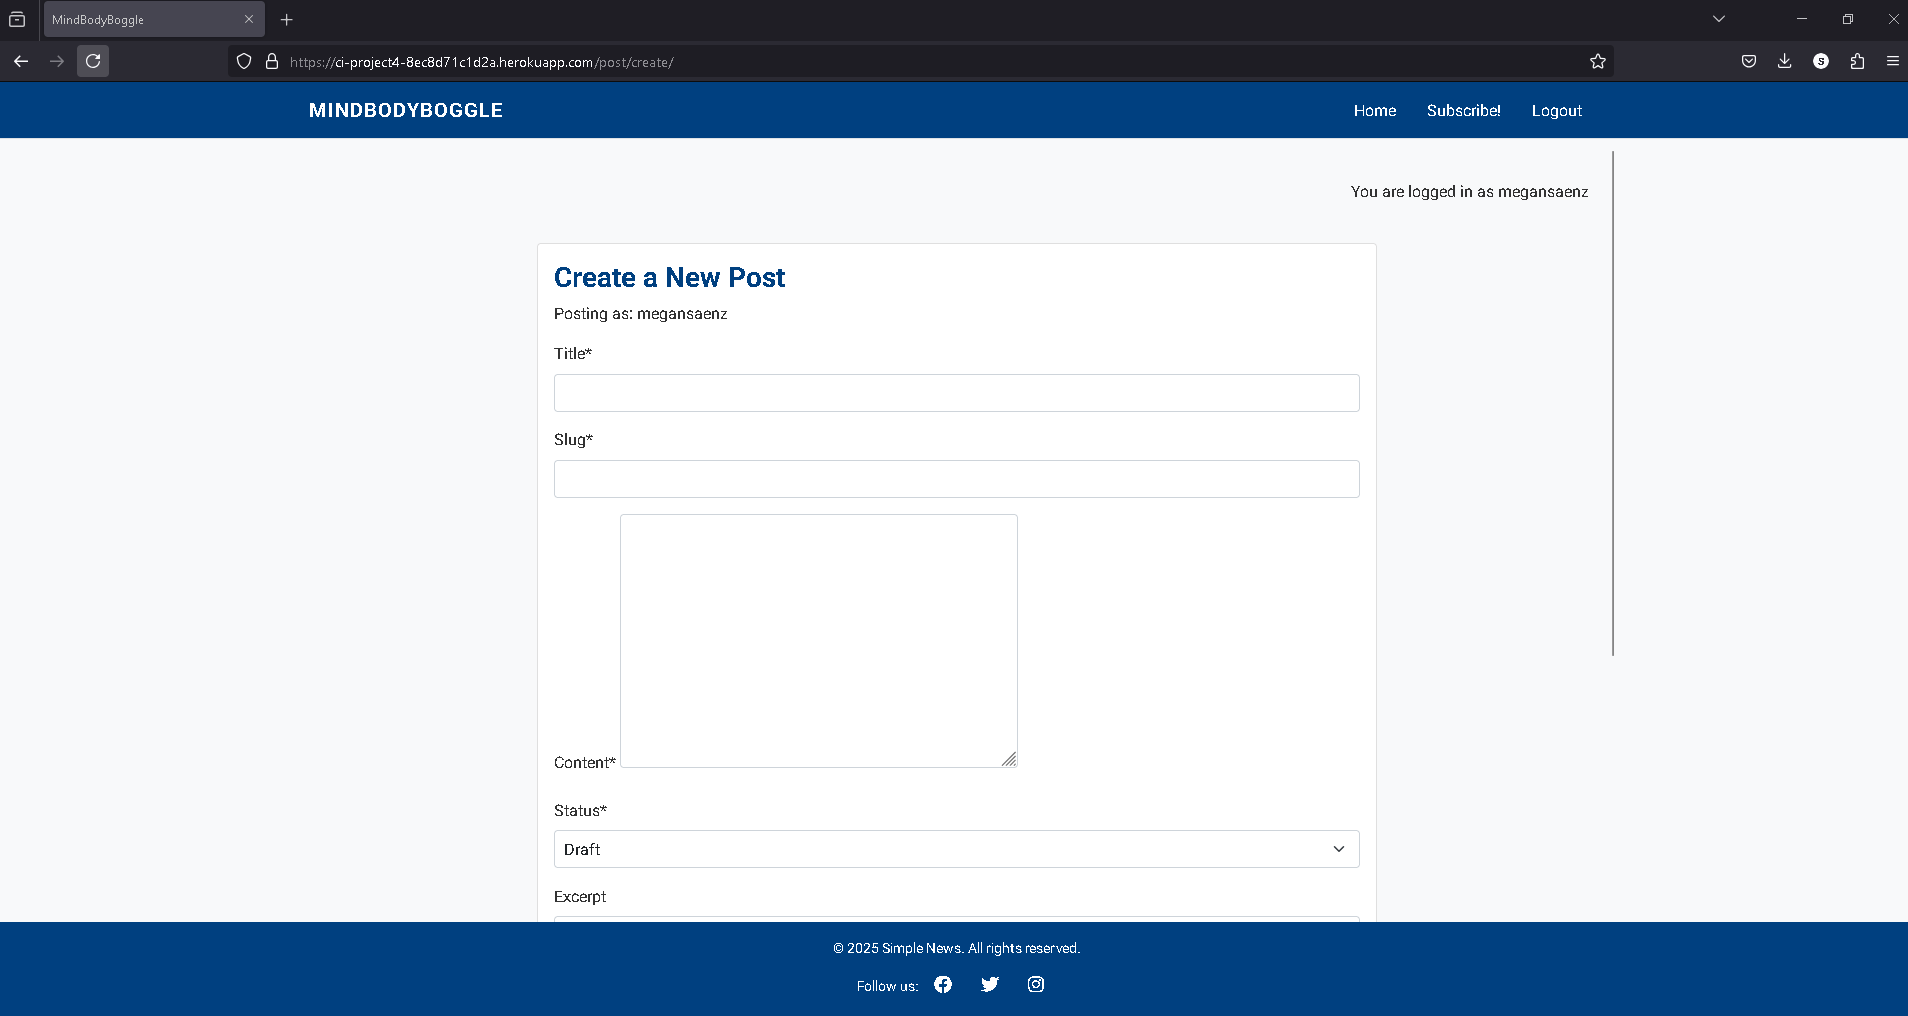 MindBodyBoggle
https://ci-project4-8ec8d71c1d2a.herokuapp.com/post/create/
S
MINDBODYBOGGLE
Home Subscribe! Logout
You are logged in as megansaenz
Create a New Post
Posting as: megansaenz
Title*
Slug*
Content*
Status*
Draft
Excerpt
© 2025 Simple News. All rights reserved.
Follow us: